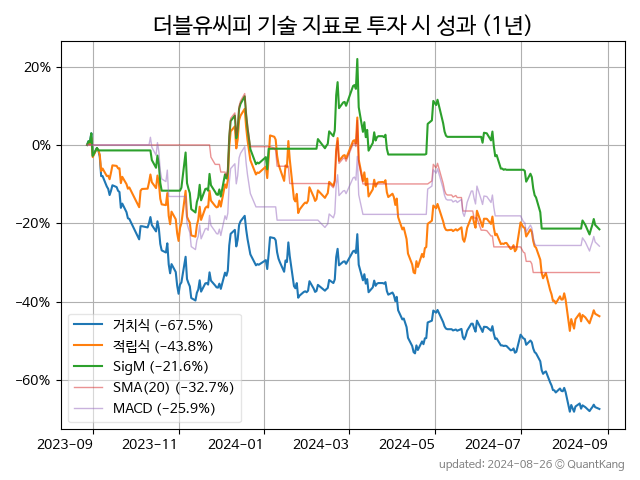 더블유씨피 기술 지표로 투자 시 성과 (1년)
20%
0%
−20%
−40%
−60%
거치식 (−67.5%)
적립식 (−43.8%)
SigM (−21.6%)
SMA(20) (−32.7%)
MACD (−25.9%)
2023-09 2023-11 2024-01 2024-03 2024-05 2024-07 2024-09
updated: 2024-08-26 © QuantKang